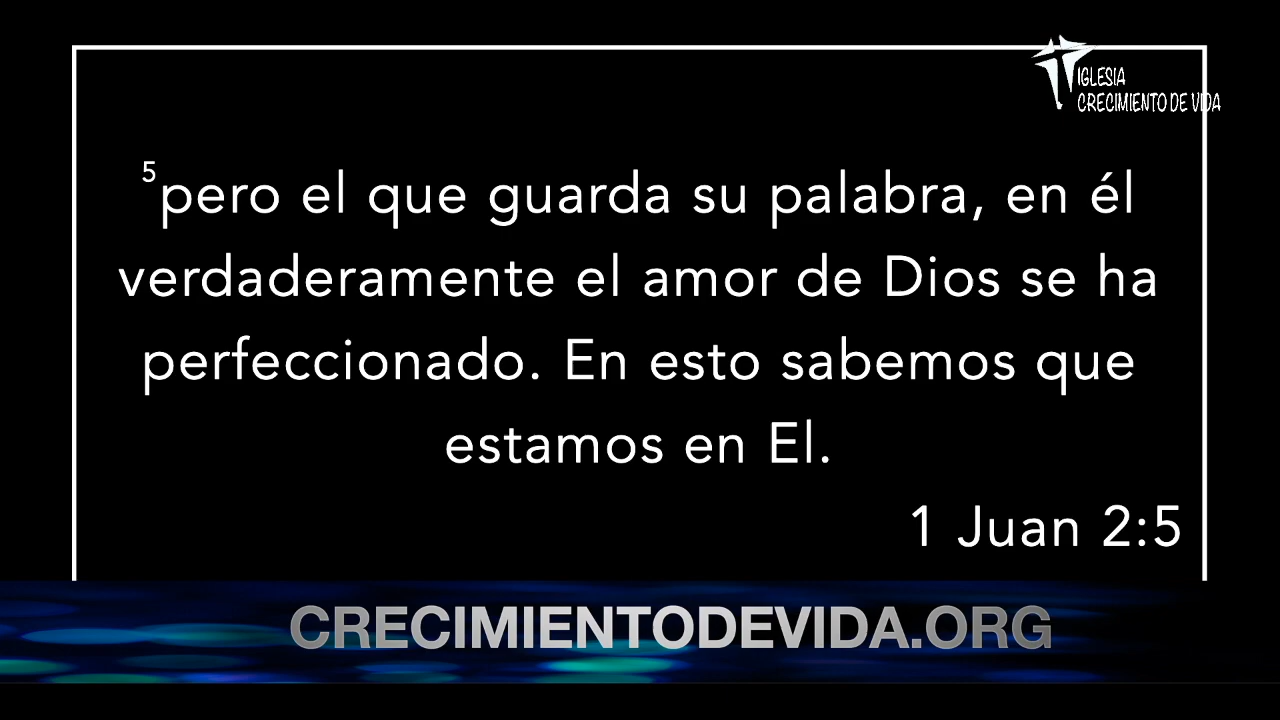 IGLESIA
CRECIMIENTO DE VIDA
5pero el que guarda su palabra, en él
verdaderamente el amor de Dios se ha
perfeccionado. En esto sabemos que
estamos en El.
1 Juan 2:5
CRECIMIENTODEVIDA.ORG